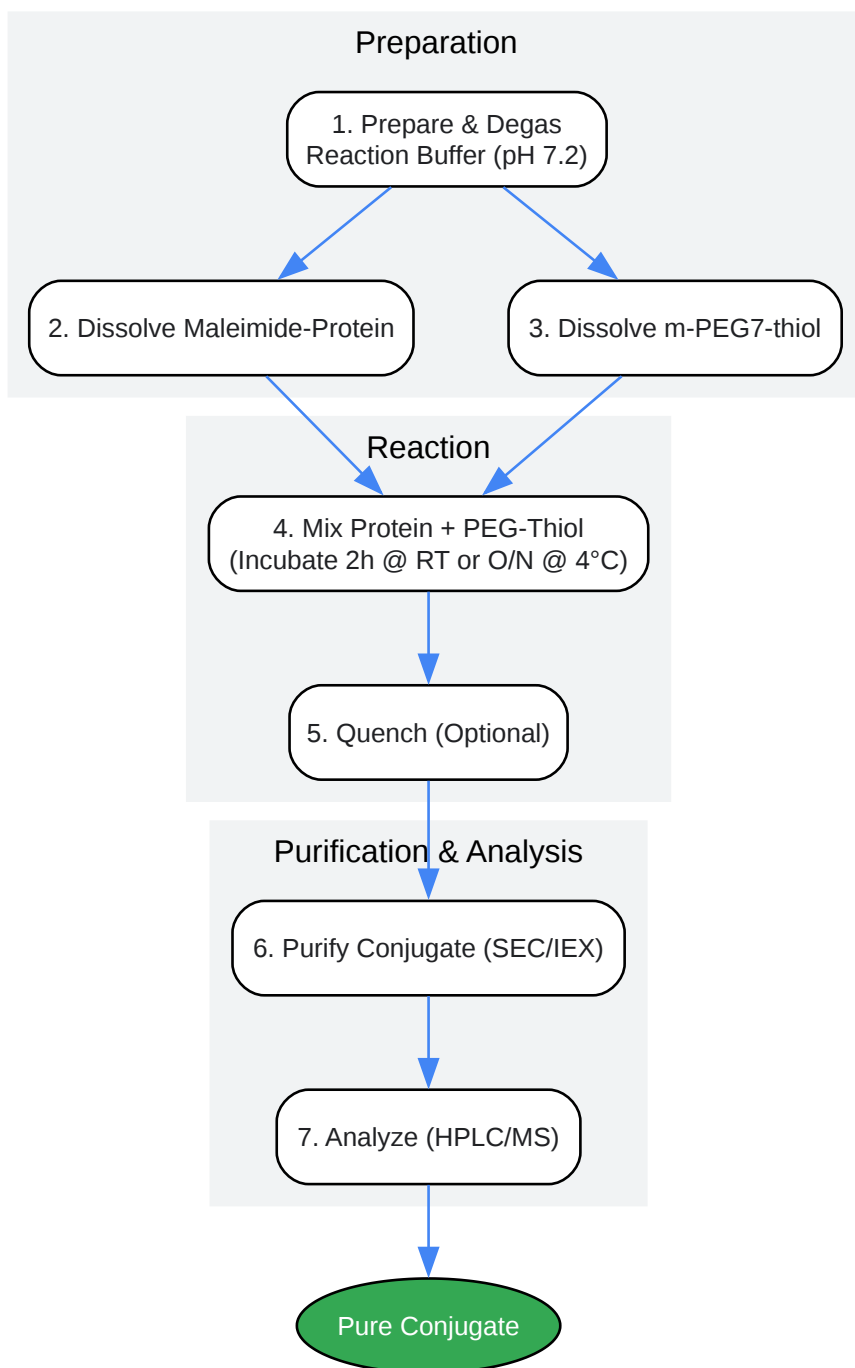 Preparation
1. Prepare & Degas
Reaction Buffer (pH 7.2)
2. Dissolve Maleimide-Protein
3. Dissolve m-PEG7-thiol
Reaction
4. Mix Protein + PEG-Thiol
(Incubate 2h @ RT or O/N @ 4°C)
5. Quench (Optional)
Purification & Analysis
6. Purify Conjugate (SEC/IEX)
7. Analyze (HPLC/MS)
Pure Conjugate